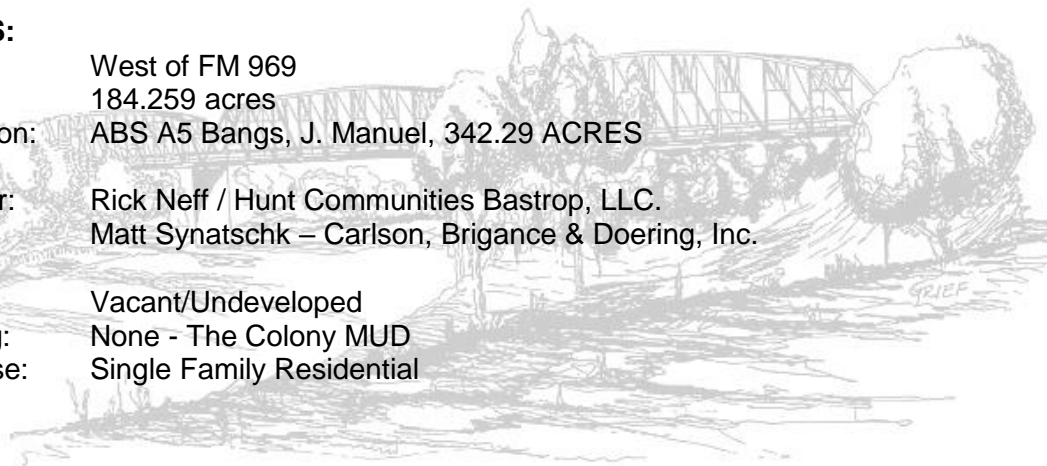 S:
West of FM 969
184.259 acres
on: ABS A5 Bangs, J. Manuel, 342.29 ACRES
r: Rick Neff / Hunt Communities Bastrop, LLC.
Matt Synatschk – Carlson, Brigance & Doering, Inc.
Vacant/Undeveloped
g: None - The Colony MUD
se: Single Family Residential
GRIEF